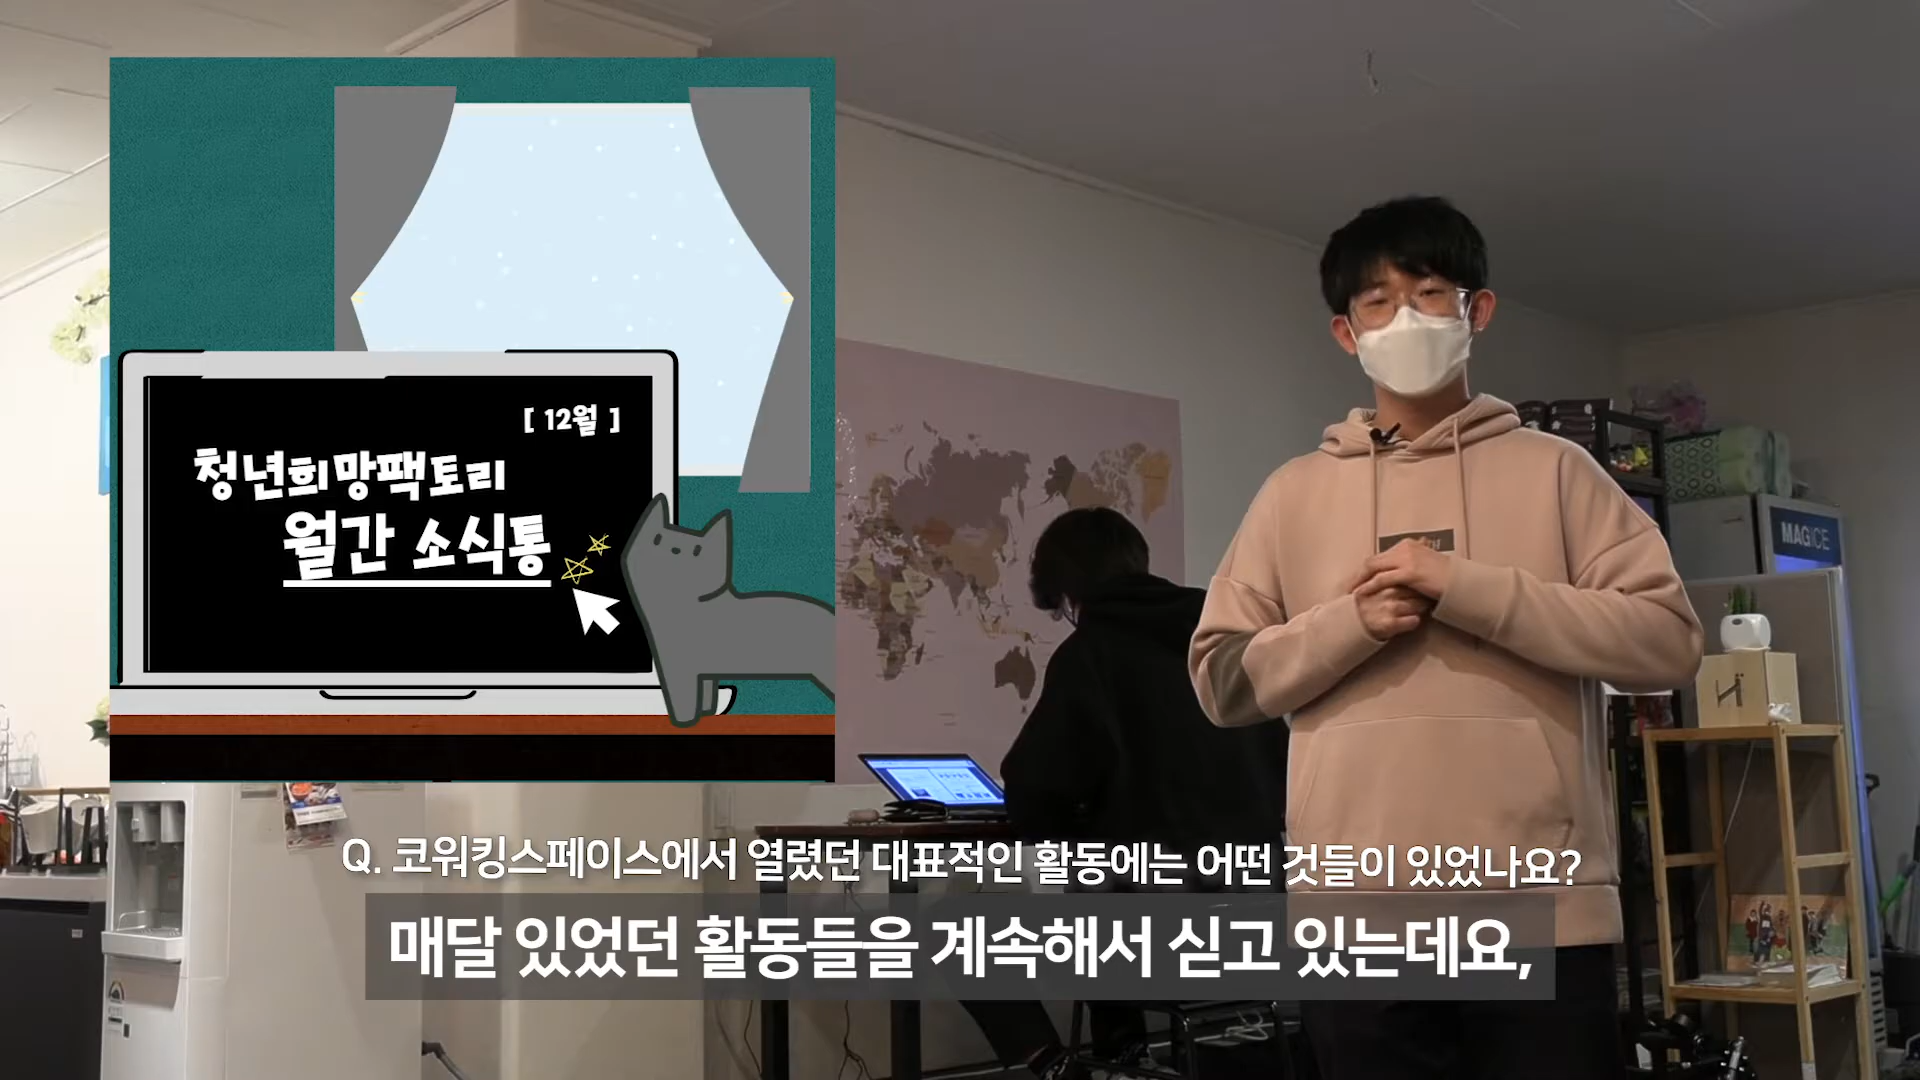 [ 12월 ]
청년희망팩토리
월간 소식통
MAGICE
Q. 코워킹스페이스에서 열렸던 대표적인 활동에는 어떤 것들이 있었나요?
매달 있었던 활동들을 계속해서 싣고 있는데요,